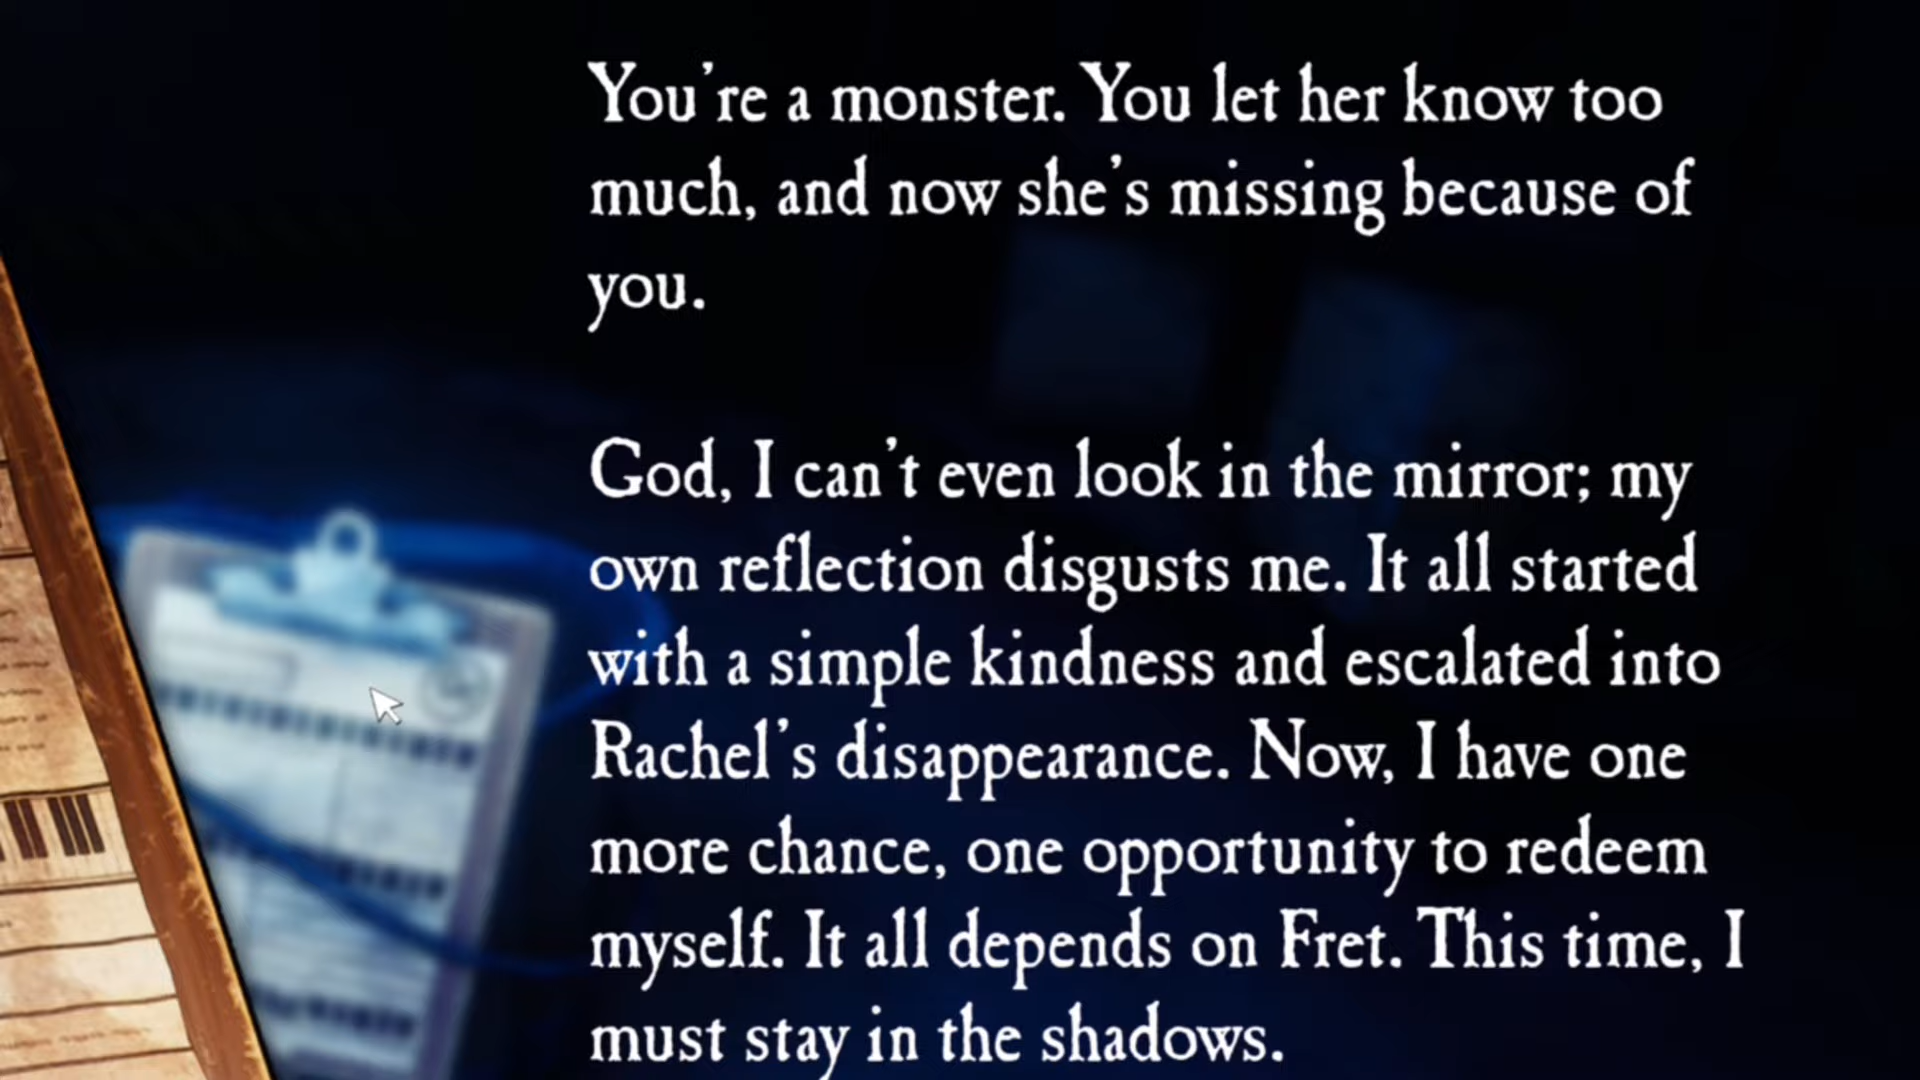 You're a monster. You let her know too
much, and now she's missing because of
you.
God, I can't even look in the mirror; my
own reflection disgusts me. It all started
with a simple kindness and escalated into
Rachel's disappearance. Now, I have one
more chance, one opportunity to redeem
myself. It all depends on Fret. This time, I
must stay in the shadows.